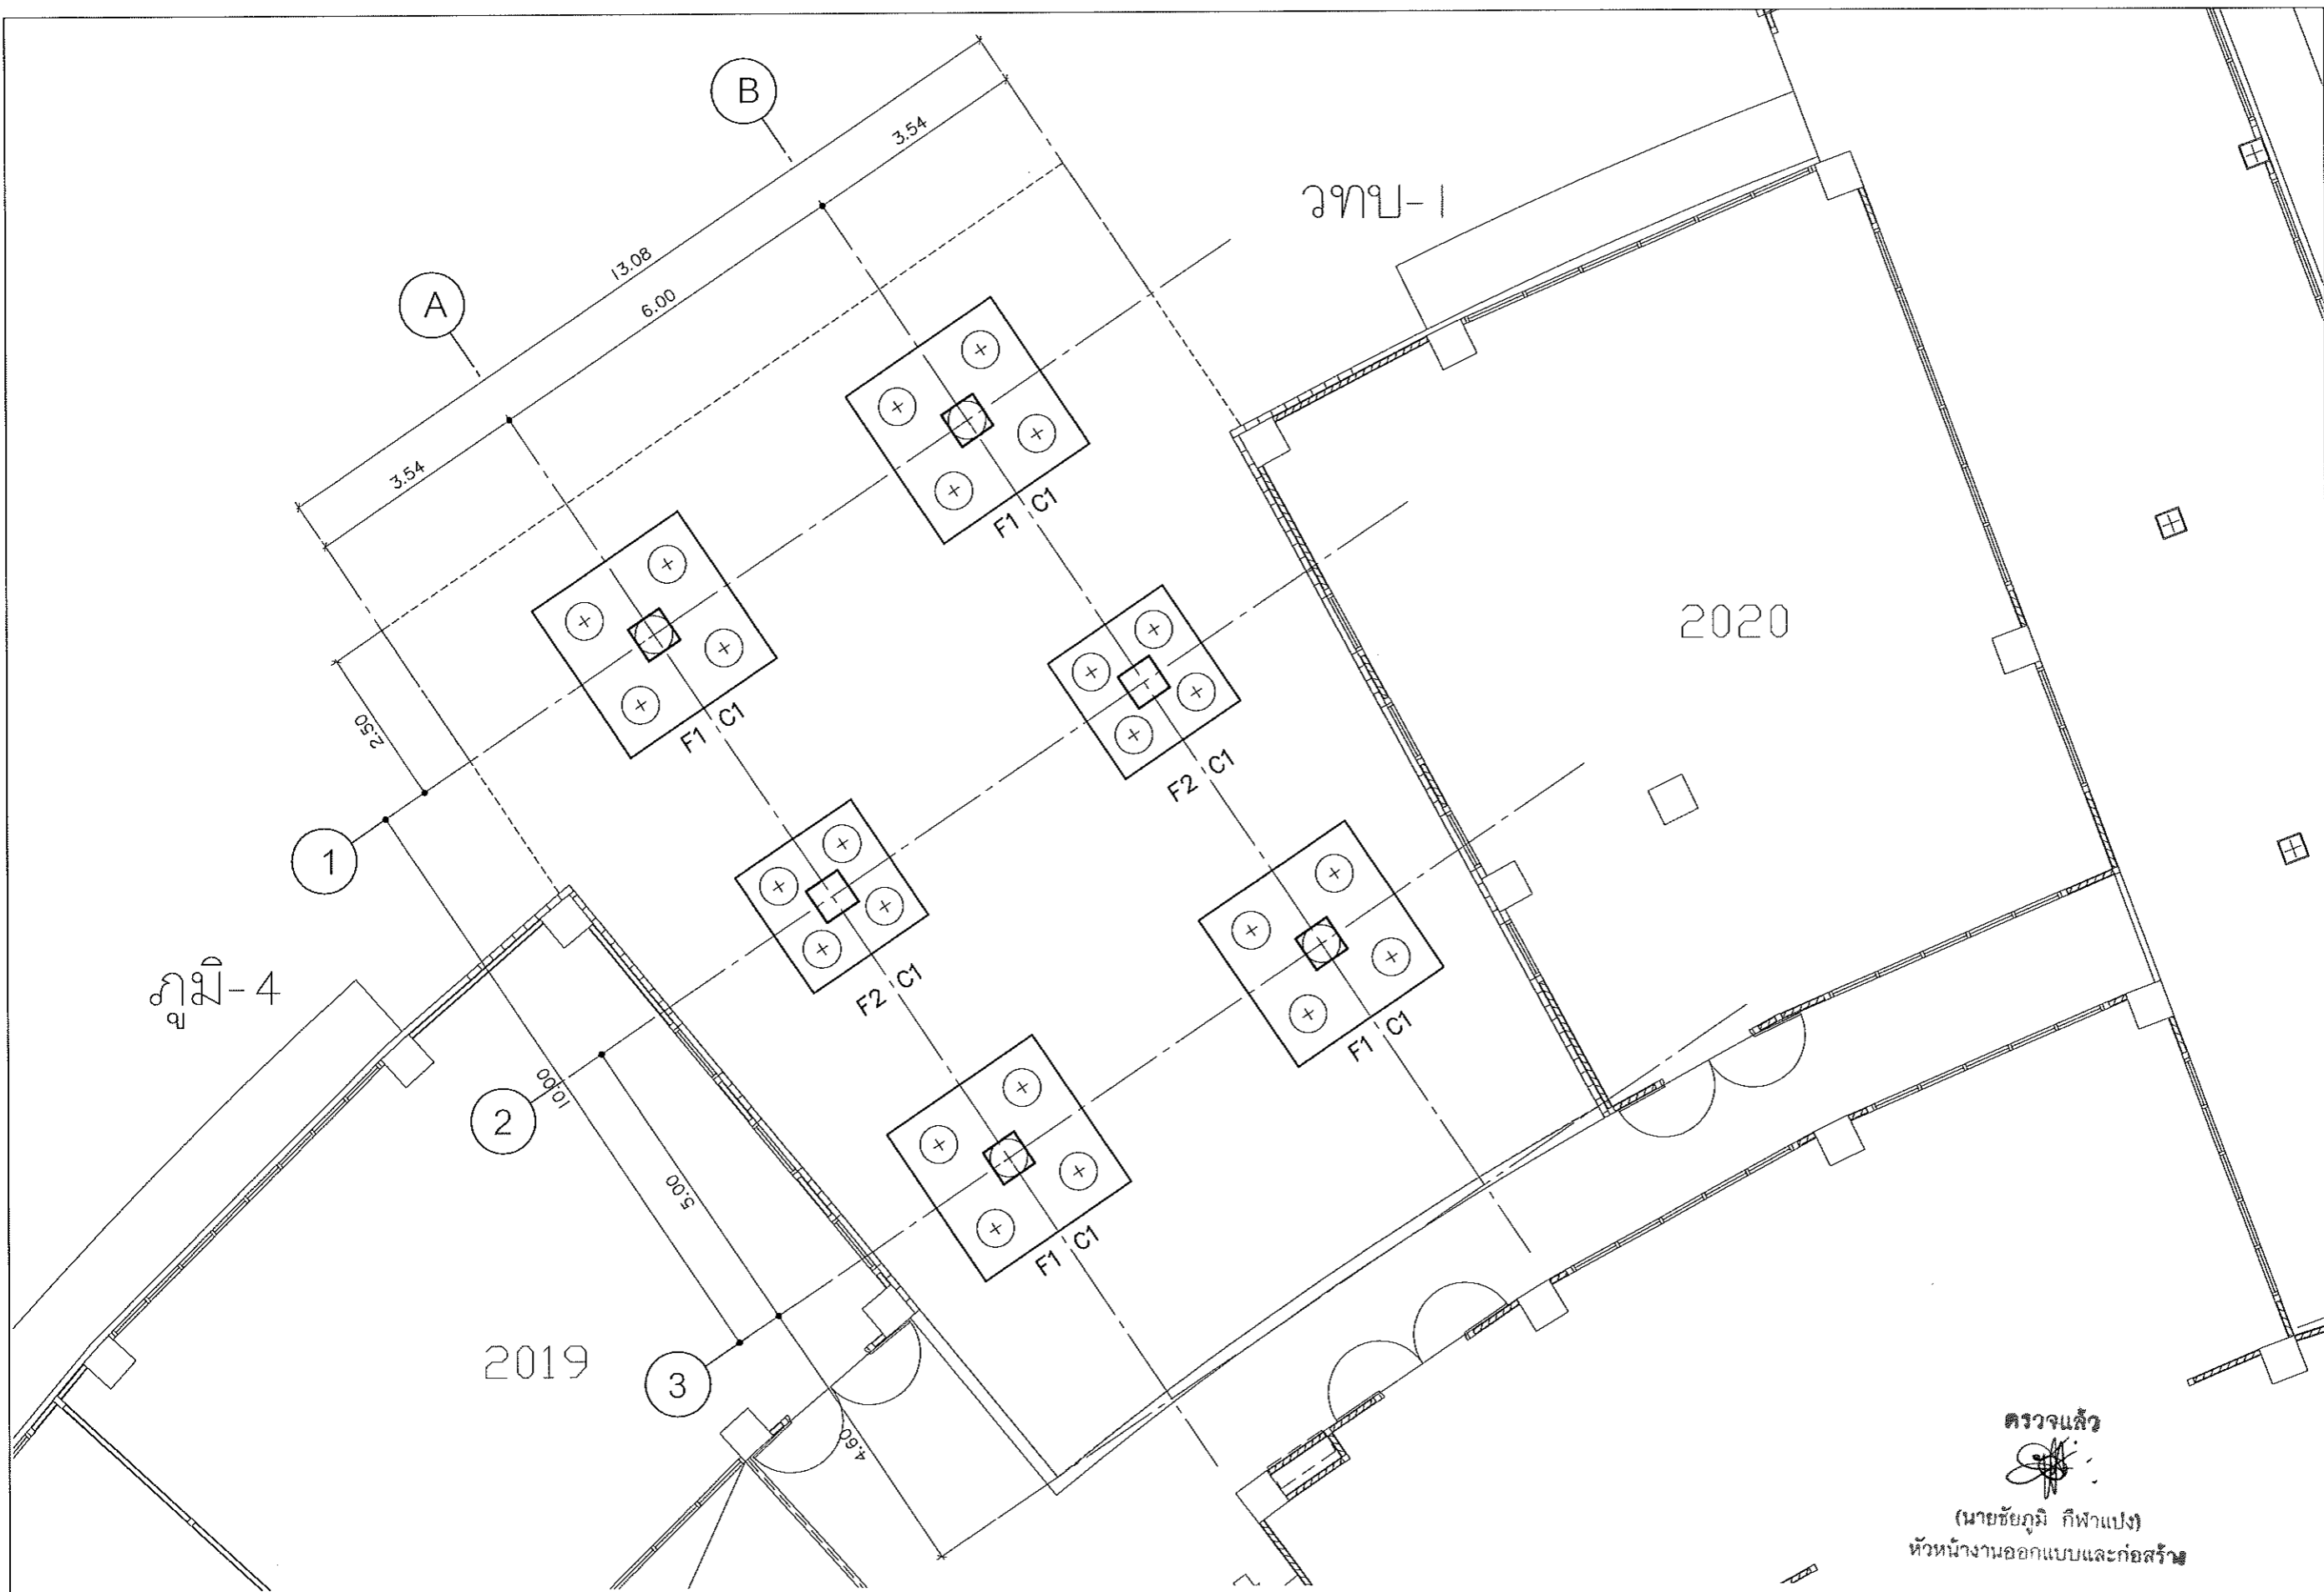 B
3.54
วทบ-1
13.08
A
6.00
3.54
F1 C1
2020
2.50
F1 C1
F2 C1
1
ภูมิ-4
F2 C1
F1 C1
10.00
2
5.00
F1 C1
2019
3
4.60
ตรวจแล้ว
(นายชัยภูมิ กีฬาแปง)
หัวหน้างานออกแบบและก่อสร้าง